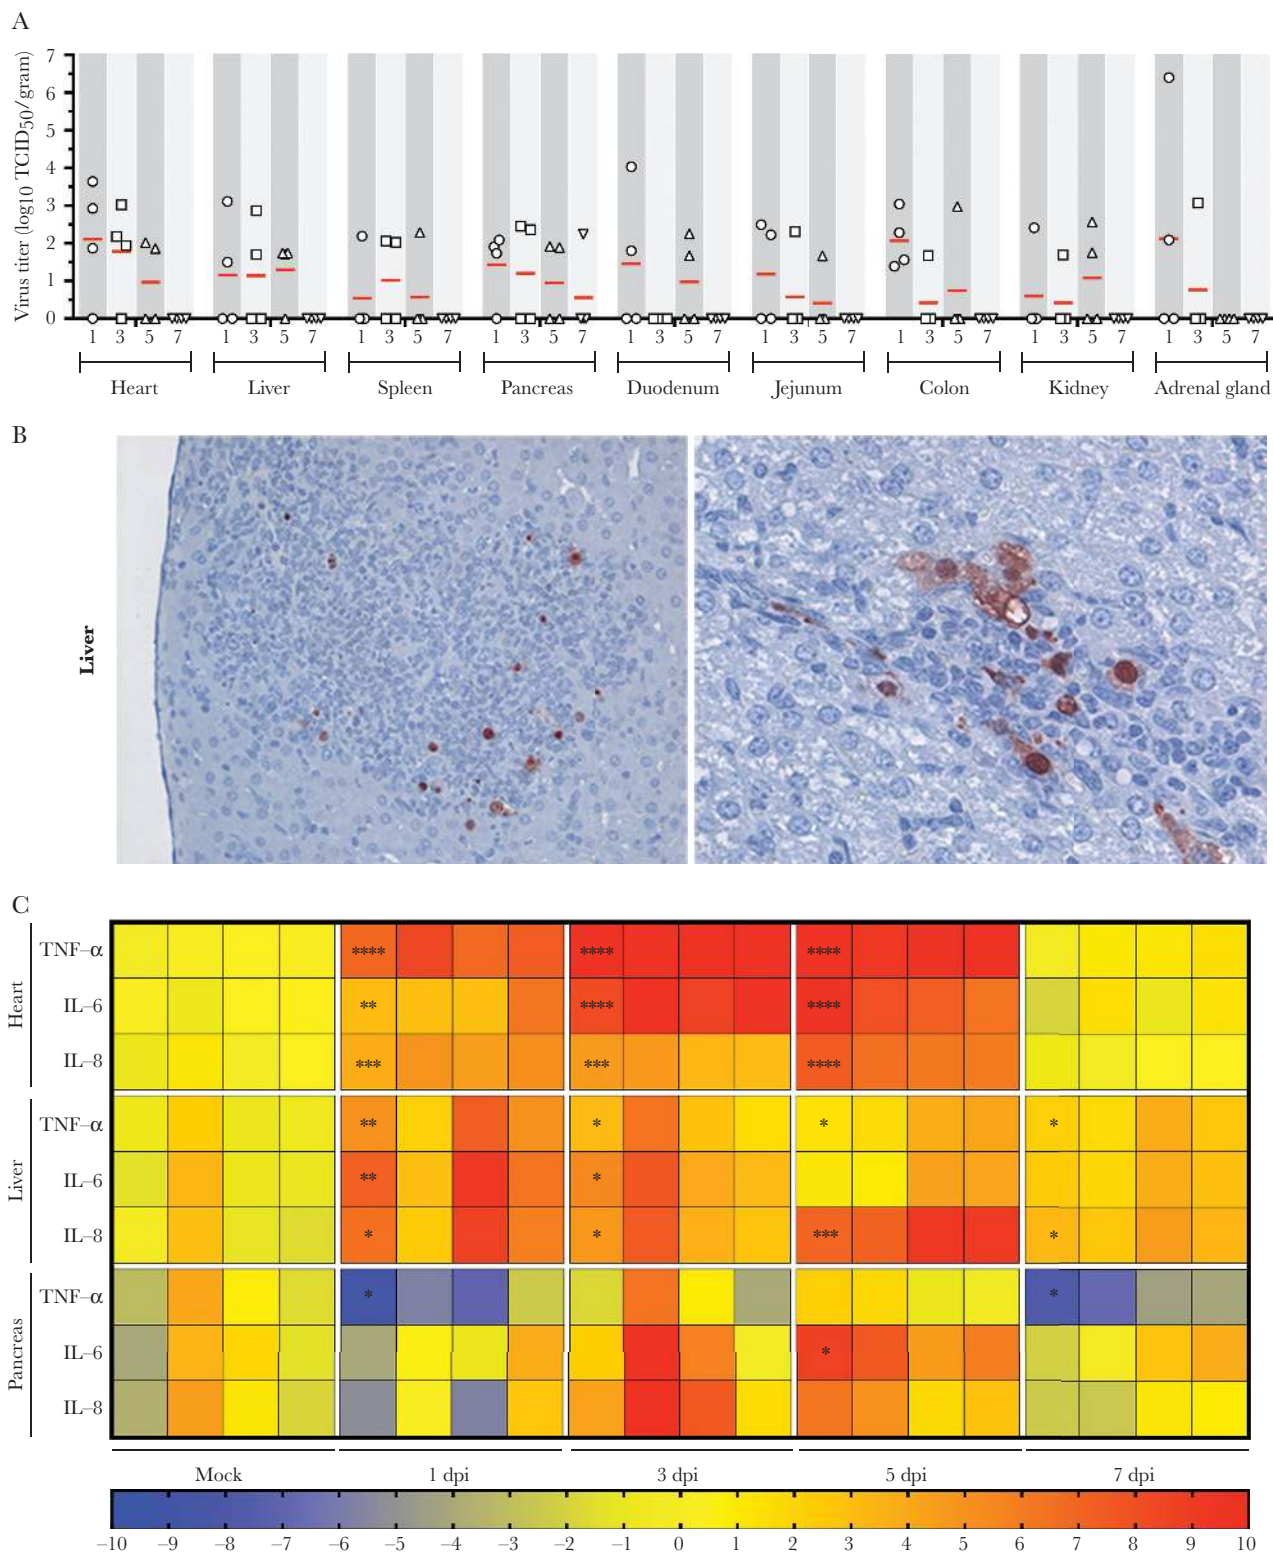 A
Virus titer (log10 TCID50/gram)
7
6
5
4
3
2
1
0
1 3 5 7 1 3 5 7 1 3 5 7 1 3 5 7 1 3 5 7 1 3 5 7 1 3 5 7 1 3 5 7 1 3 5 7
Heart Liver Spleen Pancreas Duodenum Jejunum Colon Kidney Adrenal gland
B
Liver
C
Heart
TNF–α **** **** ****
IL–6 ** **** ****
IL–8 *** *** ****
Liver
TNF–α ** * * *
IL–6 ** *
IL–8 * * *** *
Pancreas
TNF–α * *
IL–6 *
IL–8
Mock 1 dpi 3 dpi 5 dpi 7 dpi
–10 –9 –8 –7 –6 –5 –4 –3 –2 –1 0 1 2 3 4 5 6 7 8 9 10